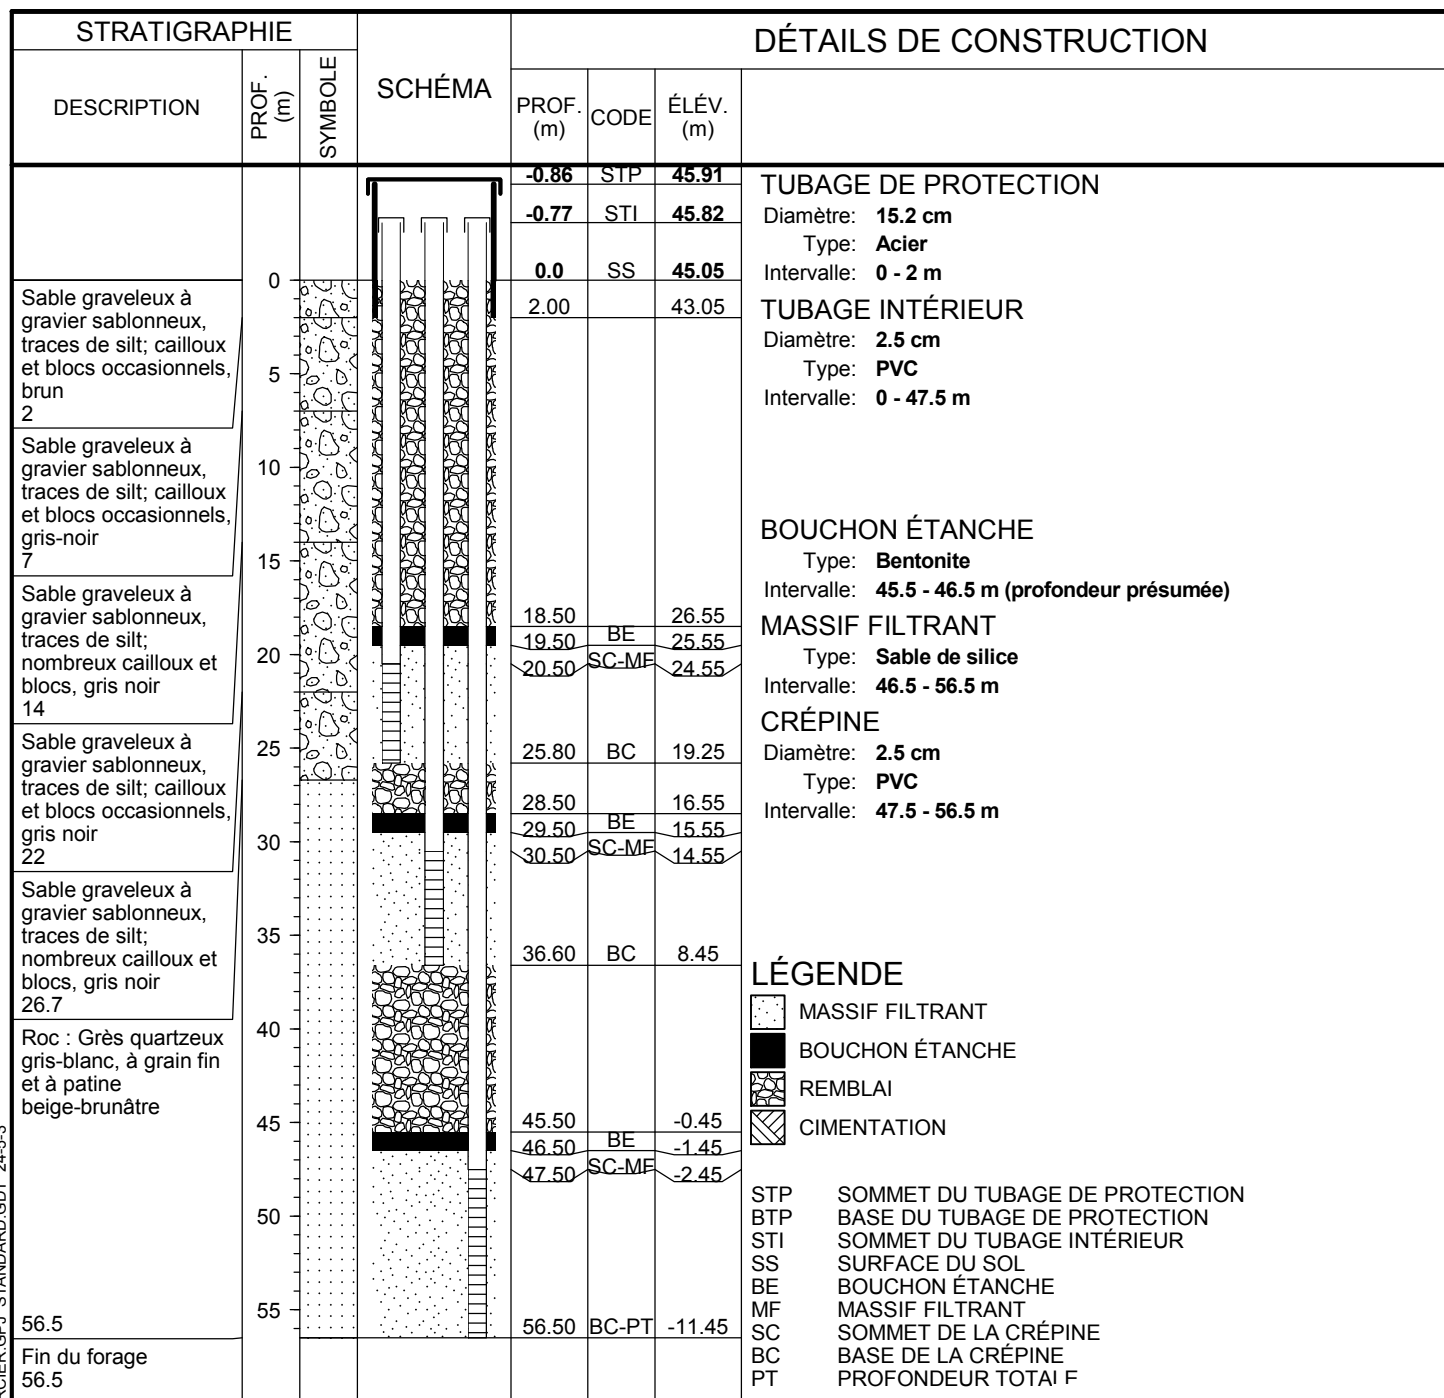 STRATIGRAPHIE
DESCRIPTION
PROF. (m)
SYMBOLE
SCHÉMA
DÉTAILS DE CONSTRUCTION
PROF. (m)
CODE
ÉLÉV. (m)
Sable graveleux à
gravier sablonneux,
traces de silt; cailloux
et blocs occasionnels,
brun
2
Sable graveleux à
gravier sablonneux,
traces de silt; cailloux
et blocs occasionnels,
gris-noir
7
Sable graveleux à
gravier sablonneux,
traces de silt;
nombreux cailloux et
blocs, gris noir
14
Sable graveleux à
gravier sablonneux,
traces de silt; cailloux
et blocs occasionnels,
gris noir
22
Sable graveleux à
gravier sablonneux,
traces de silt;
nombreux cailloux et
blocs, gris noir
26.7
Roc : Grès quartzeux
gris-blanc, à grain fin
et à patine
beige-brunâtre
56.5
Fin du forage
56.5
0
5
10
15
20
25
30
35
40
45
50
55
-0.86 STP 45.91
-0.77 STI 45.82
0.0 SS 45.05
2.00 43.05
18.50 26.55
BE
19.50 25.55
SC-MF
20.50 24.55
25.80 BC 19.25
28.50 16.55
BE
29.50 15.55
SC-MF
30.50 14.55
36.60 BC 8.45
45.50 -0.45
BE
46.50 -1.45
SC-MF
47.50 -2.45
56.50 BC-PT -11.45
TUBAGE DE PROTECTION
Diamètre: 15.2 cm
Type: Acier
Intervalle: 0 - 2 m
TUBAGE INTÉRIEUR
Diamètre: 2.5 cm
Type: PVC
Intervalle: 0 - 47.5 m
BOUCHON ÉTANCHE
Type: Bentonite
Intervalle: 45.5 - 46.5 m (profondeur présumée)
MASSIF FILTRANT
Type: Sable de silice
Intervalle: 46.5 - 56.5 m
CRÉPINE
Diamètre: 2.5 cm
Type: PVC
Intervalle: 47.5 - 56.5 m
LÉGENDE
MASSIF FILTRANT
BOUCHON ÉTANCHE
REMBLAI
CIMENTATION
STP SOMMET DU TUBAGE DE PROTECTION
BTP BASE DU TUBAGE DE PROTECTION
STI SOMMET DU TUBAGE INTÉRIEUR
SS SURFACE DU SOL
BE BOUCHON ÉTANCHE
MF MASSIF FILTRANT
SC SOMMET DE LA CRÉPINE
BC BASE DE LA CRÉPINE
PT PROFONDEUR TOTALE